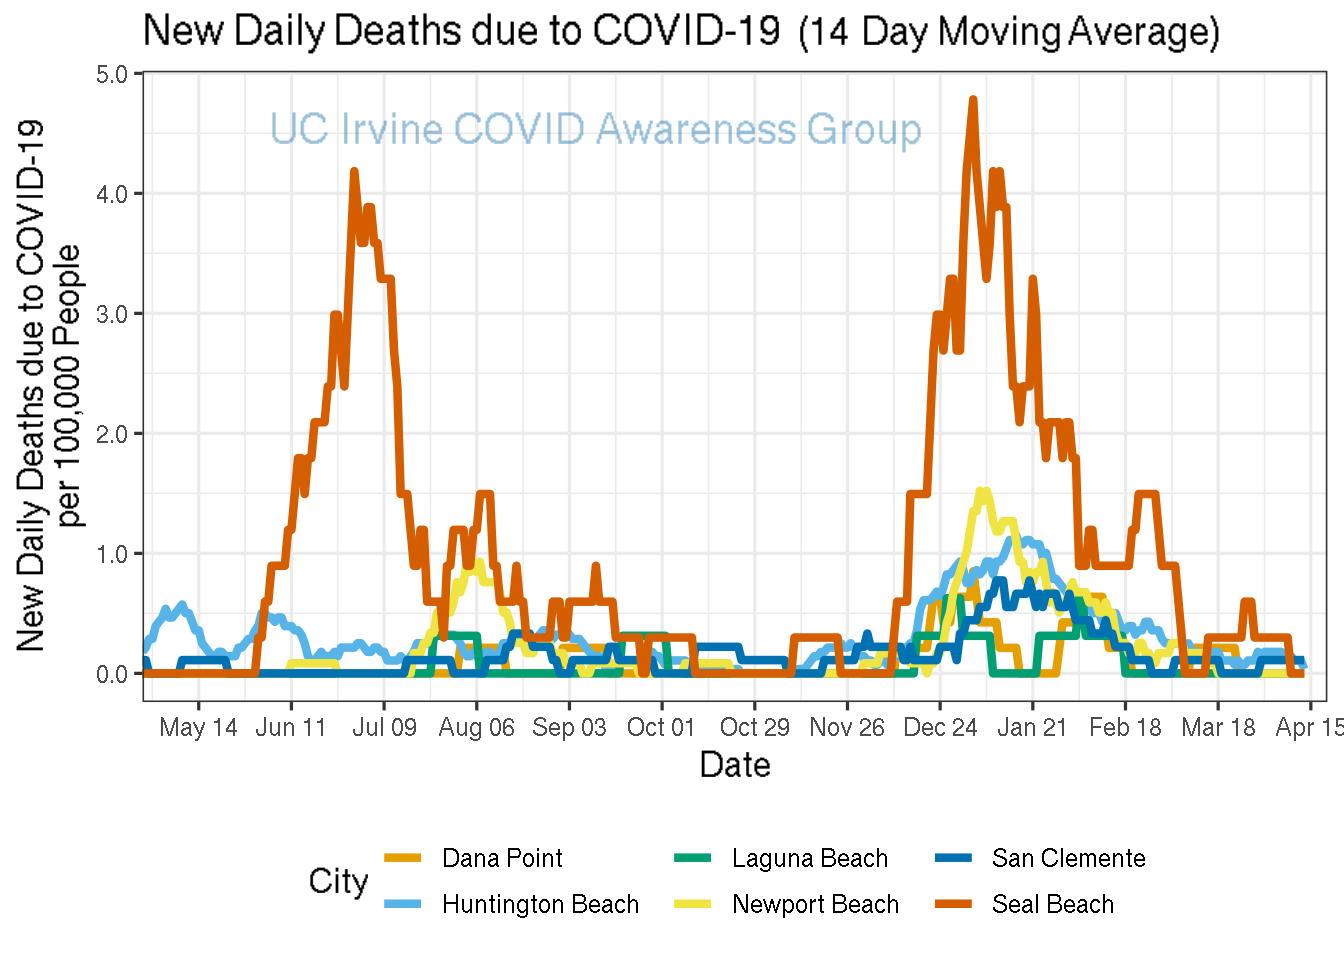 New Daily Deaths due to COVID-19 (14 Day Moving Average)
UC Irvine COVID Awareness Group
New Daily Deaths due to COVID-19
per 100,000 People
5.0
4.0
3.0
2.0
1.0
0.0
May 14 Jun 11 Jul 09 Aug 06 Sep 03 Oct 01 Oct 29 Nov 26 Dec 24 Jan 21 Feb 18 Mar 18 Apr 15
Date
City
Dana Point Laguna Beach San Clemente
Huntington Beach Newport Beach Seal Beach